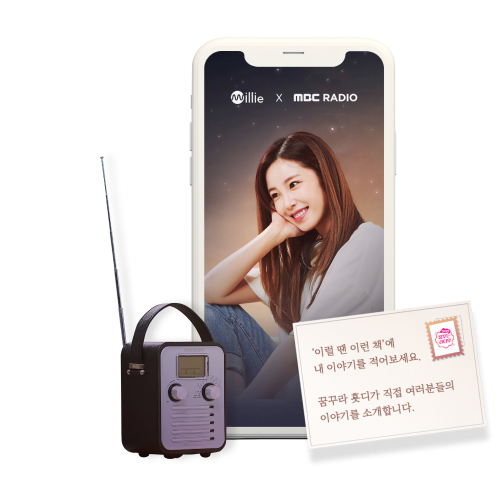 Millie X MBC RADIO
'이럴 땐 이런 책'에
내 이야기를 적어보세요.
꿈꾸라 홋디가 직접 여러분들의
이야기를 소개합니다.